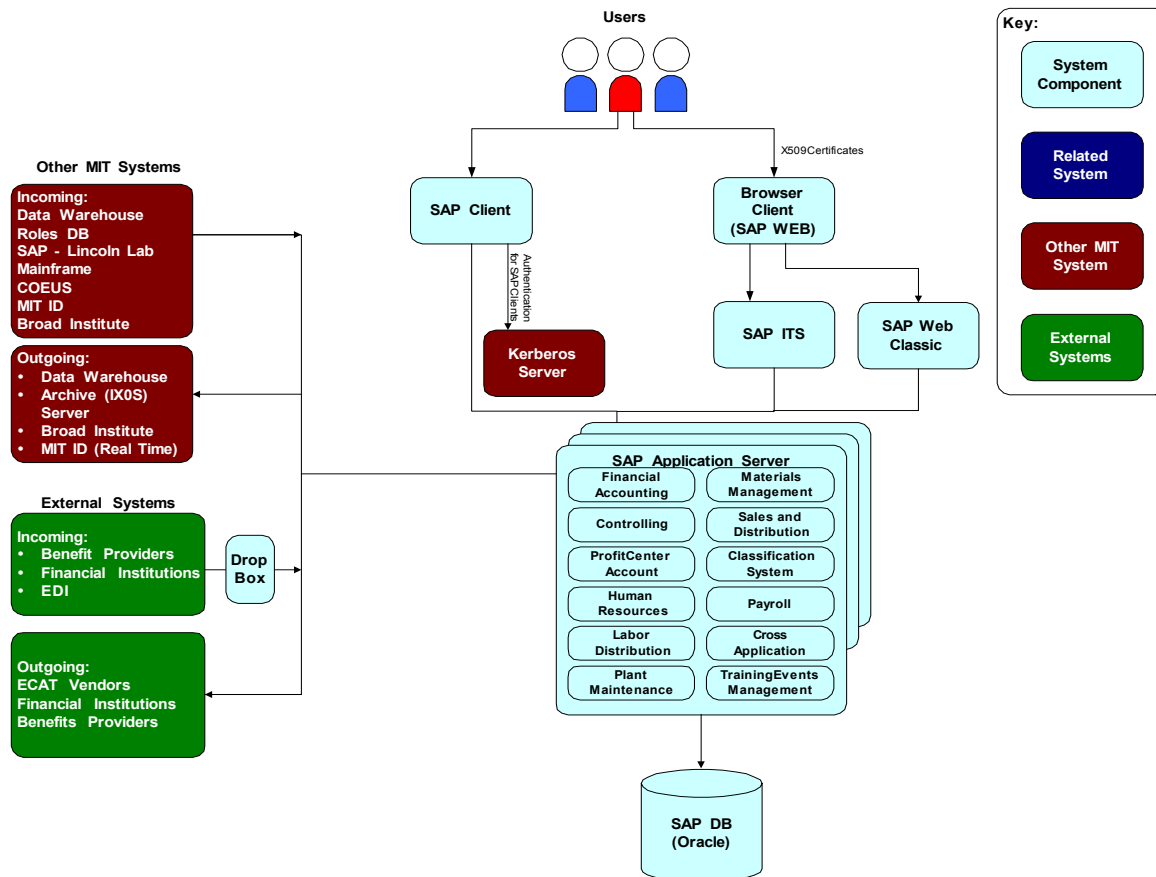 Users
Key:
System
Component
Related
System
Other MIT
System
External
Systems
X509Certificates
Other MIT Systems
Incoming:
Data Warehouse
Roles DB
SAP - Lincoln Lab
Mainframe
COEUS
MIT ID
Broad Institute
Outgoing:
• Data Warehouse
• Archive (IX0S)
Server
• Broad Institute
• MIT ID (Real Time)
External Systems
Incoming:
• Benefit Providers
• Financial Institutions
• EDI
Drop
Box
Outgoing:
ECAT Vendors
Financial Institutions
Benefits Providers
SAP Client
Browser
Client
(SAP WEB)
Authentication
for SAPClients
Kerberos
Server
SAP ITS
SAP Web
Classic
SAP Application Server
Financial
Accounting
Materials
Management
Controlling
Sales and
Distribution
ProfitCenter
Account
Classification
System
Human
Resources
Payroll
Labor
Distribution
Cross
Application
Plant
Maintenance
TrainingEvents
Management
SAP DB
(Oracle)